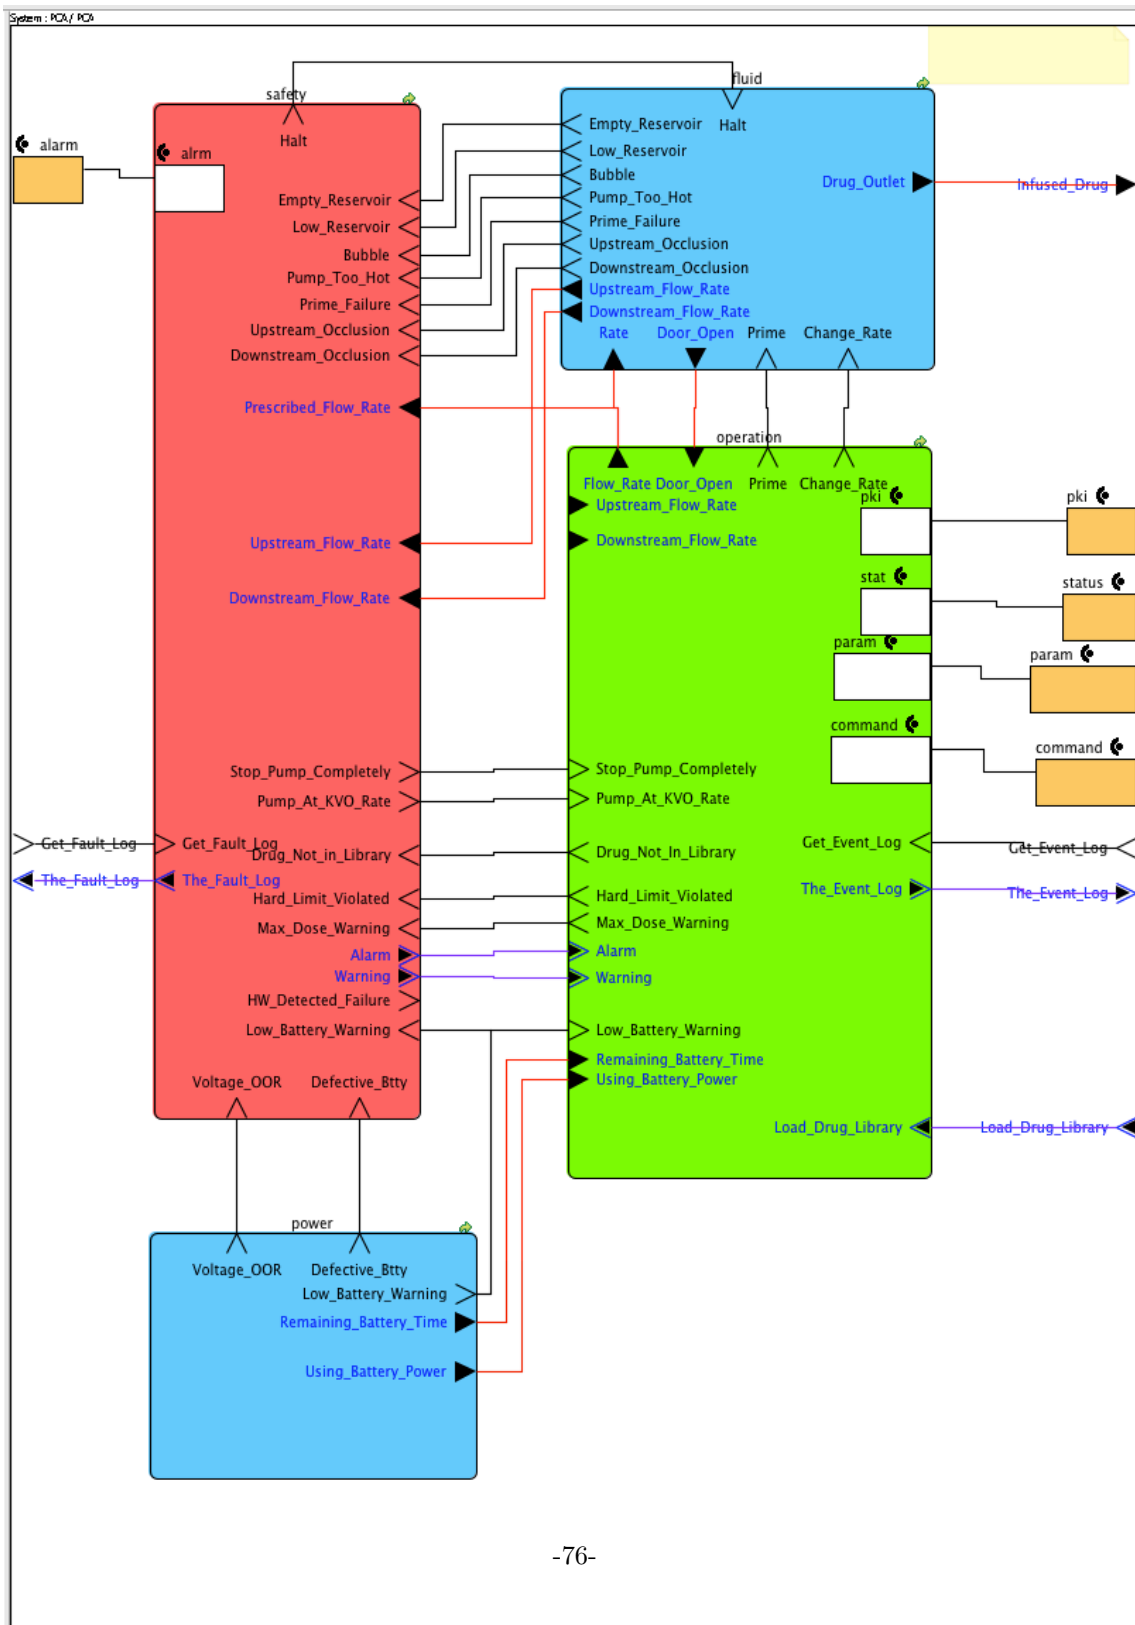 System : PCA / PCA
safety
fluid
Halt
Halt
alarm
alrm
Empty_Reservoir
Low_Reservoir
Bubble
Pump_Too_Hot
Prime_Failure
Upstream_Occlusion
Downstream_Occlusion
Upstream_Flow_Rate
Downstream_Flow_Rate
Rate
Door_Open
Prime
Change_Rate
Drug_Outlet
Infused_Drug
Empty_Reservoir
Low_Reservoir
Bubble
Pump_Too_Hot
Prime_Failure
Upstream_Occlusion
Downstream_Occlusion
Prescribed_Flow_Rate
Upstream_Flow_Rate
Downstream_Flow_Rate
operation
Flow_Rate
Door_Open
Prime
Change_Rate
Upstream_Flow_Rate
Downstream_Flow_Rate
pki
pki
stat
status
param
param
command
command
Stop_Pump_Completely
Stop_Pump_Completely
Pump_At_KVO_Rate
Pump_At_KVO_Rate
Get_Fault_Log
Get_Fault_Log
Drug_Not_in_Library
Drug_Not_In_Library
Get_Event_Log
Get_Event_Log
The_Fault_Log
The_Fault_Log
Hard_Limit_Violated
Hard_Limit_Violated
The_Event_Log
The_Event_Log
Max_Dose_Warning
Max_Dose_Warning
Alarm
Alarm
Warning
Warning
HW_Detected_Failure
Low_Battery_Warning
Low_Battery_Warning
Remaining_Battery_Time
Using_Battery_Power
Voltage_OOR
Defective_Btty
Load_Drug_Library
Load_Drug_Library
power
Voltage_OOR
Defective_Btty
Low_Battery_Warning
Remaining_Battery_Time
Using_Battery_Power
-76-